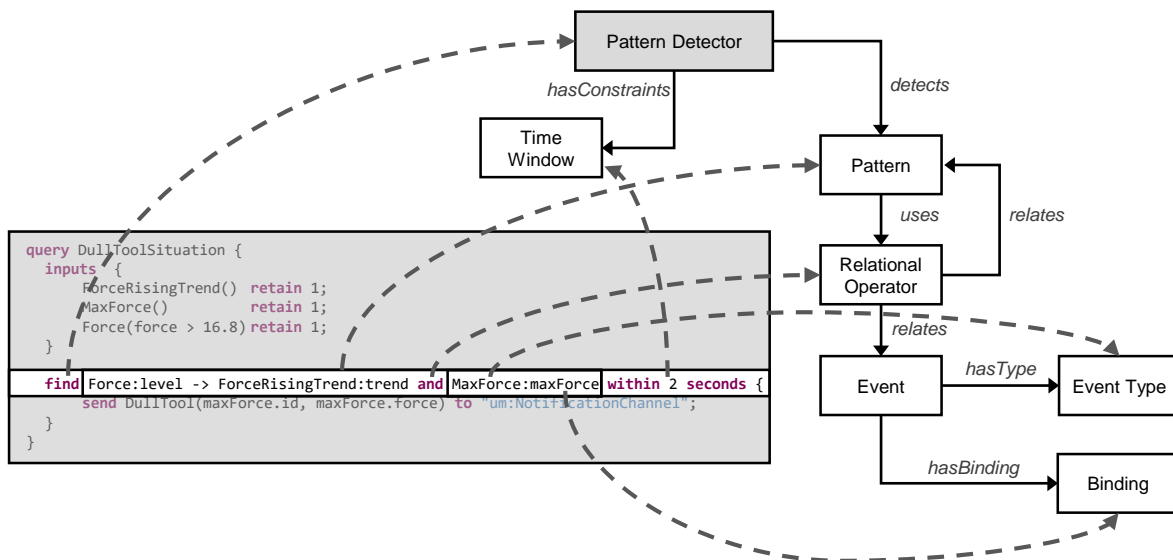 Pattern Detector
hasConstraints
detects
Time
Window
Pattern
uses
relates
query DullToolSituation {
inputs {
ForceRisingTrend() retain 1;
MaxForce() retain 1;
Force(force > 16.8) retain 1;
}
Relational
Operator
relates
find Force:level -> ForceRisingTrend:trend and MaxForce:maxForce within 2 seconds {
send DullTool(maxForce.id, maxForce.force) to "um:NotificationChannel";
}
}
Event
hasType
Event Type
hasBinding
Binding